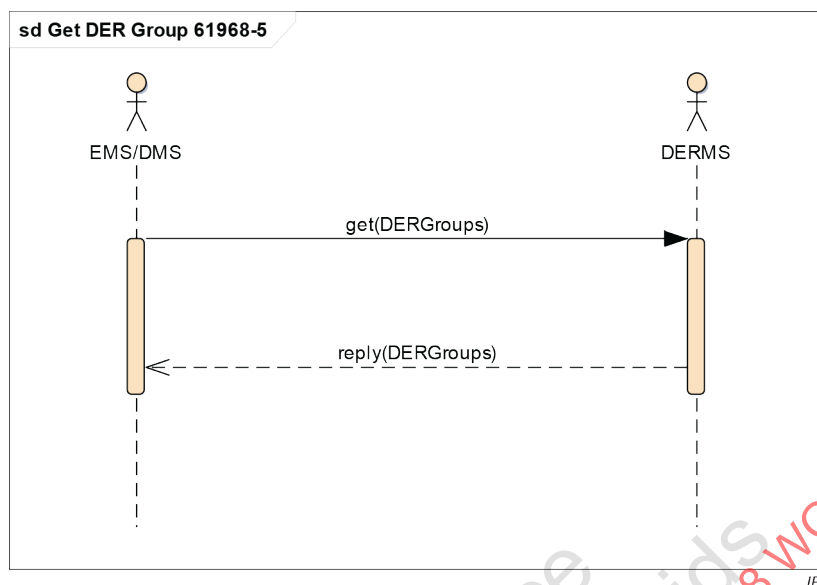 sd Get DER Group 61968-5
EMS/DMS
DERMS
get(DERGroups)
reply(DERGroups)